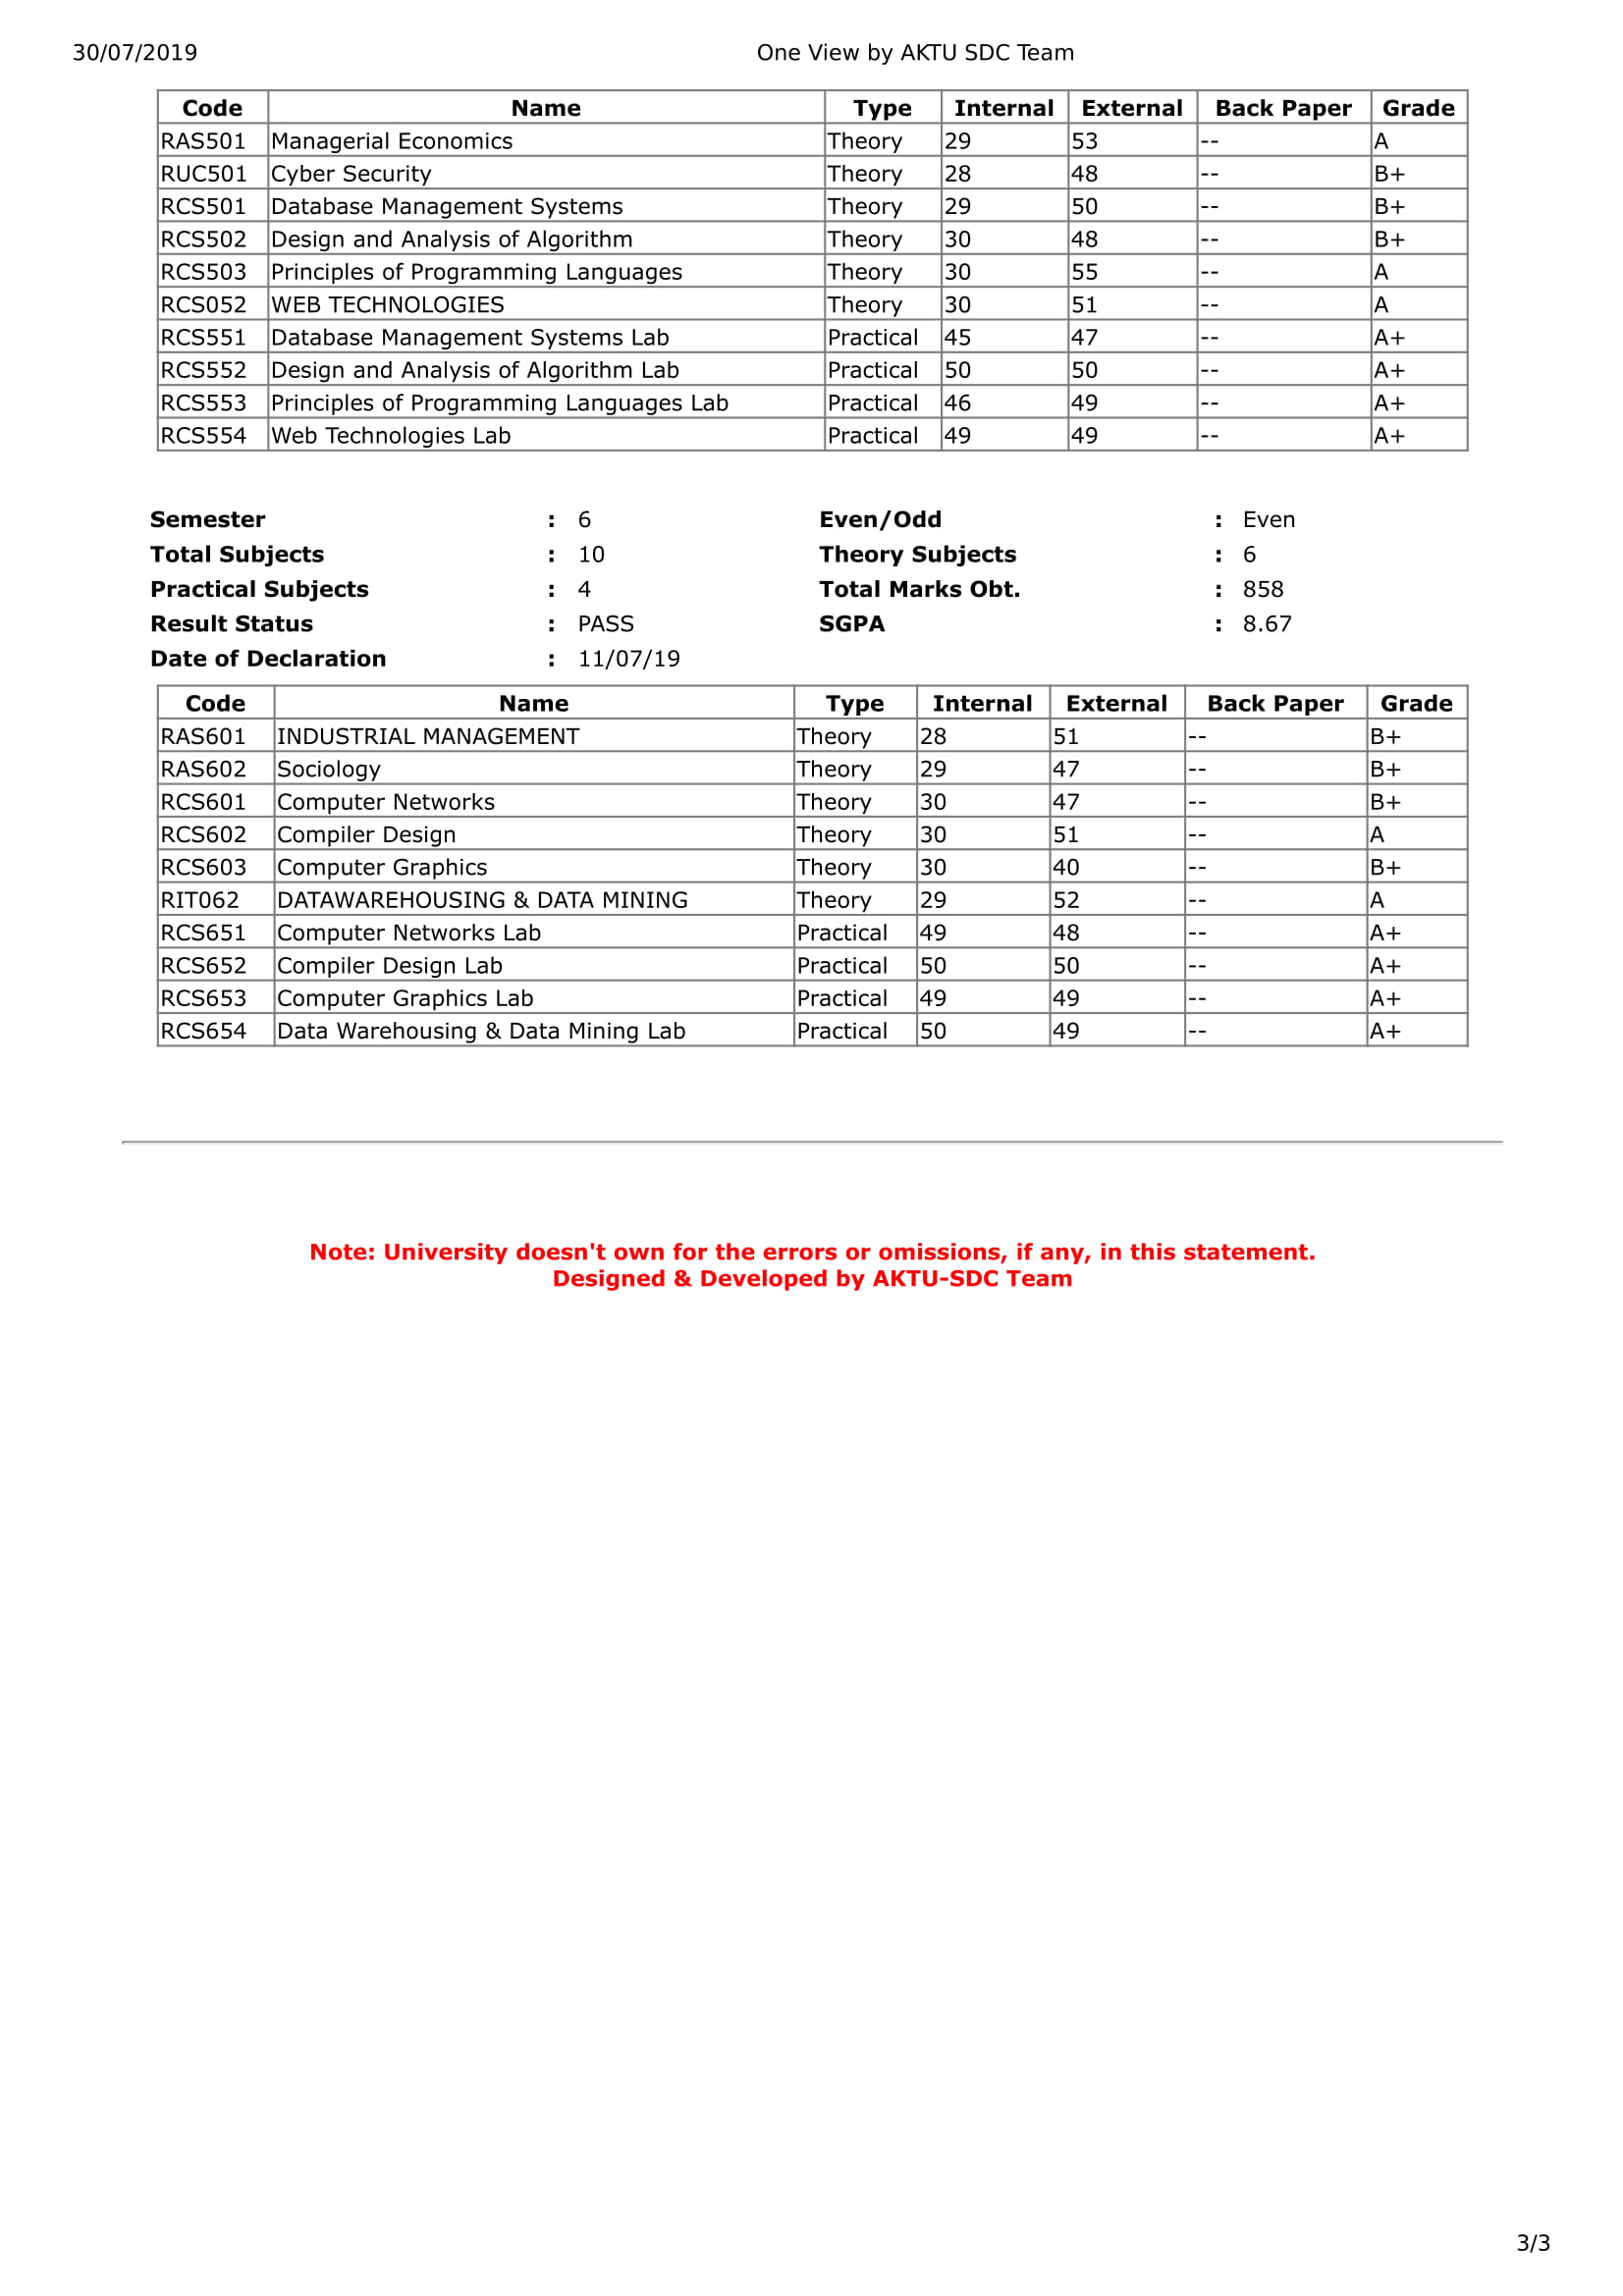 30/07/2019 One View by AKTU SDC Team
Code Name Type Internal External Back Paper Grade
RAS501 Managerial Economics Theory 29 53 -- A
RUC501 Cyber Security Theory 28 48 -- B+
RCS501 Database Management Systems Theory 29 50 -- B+
RCS502 Design and Analysis of Algorithm Theory 30 48 -- B+
RCS503 Principles of Programming Languages Theory 30 55 -- A
RCS052 WEB TECHNOLOGIES Theory 30 51 -- A
RCS551 Database Management Systems Lab Practical 45 47 -- A+
RCS552 Design and Analysis of Algorithm Lab Practical 50 50 -- A+
RCS553 Principles of Programming Languages Lab Practical 46 49 -- A+
RCS554 Web Technologies Lab Practical 49 49 -- A+
Semester : 6 Even/Odd : Even
Total Subjects : 10 Theory Subjects : 6
Practical Subjects : 4 Total Marks Obt. : 858
Result Status : PASS SGPA : 8.67
Date of Declaration : 11/07/19
Code Name Type Internal External Back Paper Grade
RAS601 INDUSTRIAL MANAGEMENT Theory 28 51 -- B+
RAS602 Sociology Theory 29 47 -- B+
RCS601 Computer Networks Theory 30 47 -- B+
RCS602 Compiler Design Theory 30 51 -- A
RCS603 Computer Graphics Theory 30 40 -- B+
RIT062 DATAWAREHOUSING & DATA MINING Theory 29 52 -- A
RCS651 Computer Networks Lab Practical 49 48 -- A+
RCS652 Compiler Design Lab Practical 50 50 -- A+
RCS653 Computer Graphics Lab Practical 49 49 -- A+
RCS654 Data Warehousing & Data Mining Lab Practical 50 49 -- A+
Note: University doesn't own for the errors or omissions, if any, in this statement.
Designed & Developed by AKTU-SDC Team
3/3